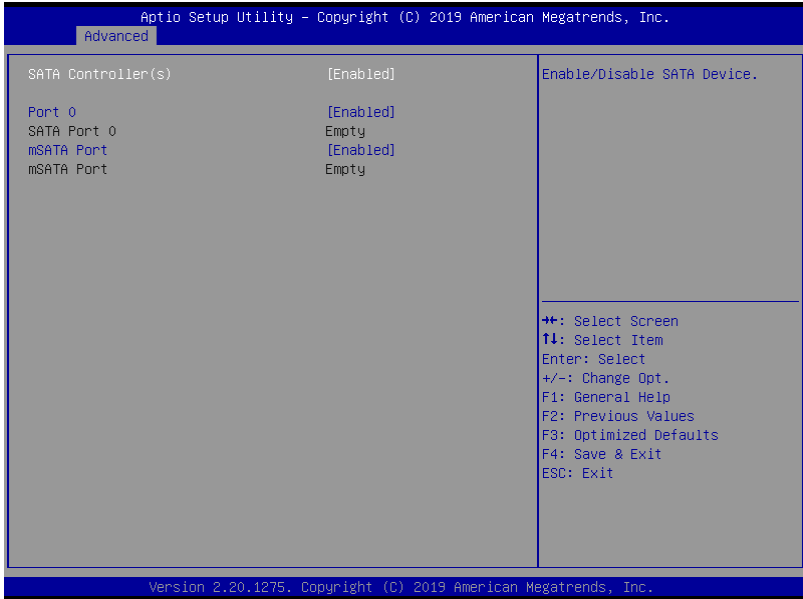 Aptio Setup Utility – Copyright (C) 2019 American Megatrends, Inc.
Advanced
SATA Controller(s) [Enabled]
Port 0 [Enabled]
SATA Port 0 Empty
mSATA Port [Enabled]
mSATA Port Empty
Enable/Disable SATA Device.
→←: Select Screen
↑↓: Select Item
Enter: Select
+/-: Change Opt.
F1: General Help
F2: Previous Values
F3: Optimized Defaults
F4: Save & Exit
ESC: Exit
Version 2.20.1275. Copyright (C) 2019 American Megatrends, Inc.